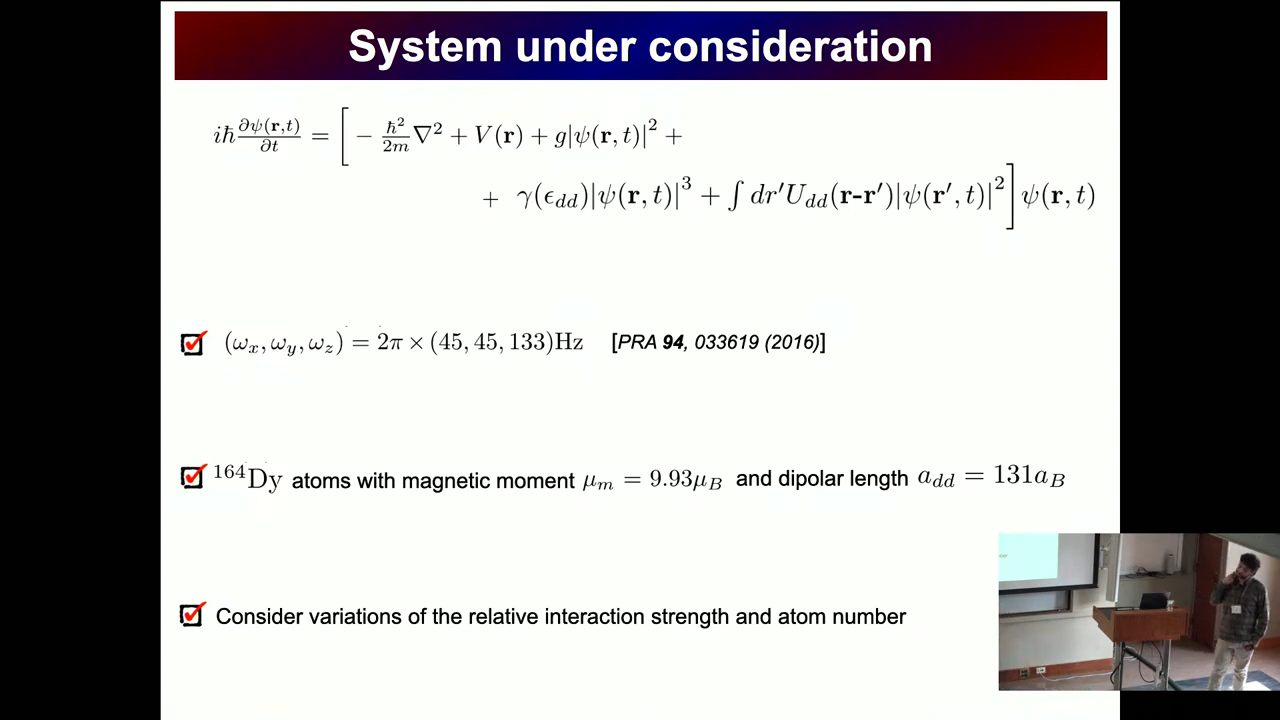 System under consideration
iħ ∂ψ(r,t)/∂t = [ − ħ²/2m ∇² + V(r) + g|ψ(r, t)|² +
+ γ(ϵ_dd)|ψ(r, t)|³ + ∫ dr′U_dd(r-r′)|ψ(r′, t)|² ] ψ(r, t)
(ω_x, ω_y, ω_z) = 2π × (45, 45, 133)Hz [PRA 94, 033619 (2016)]
¹⁶⁴Dy atoms with magnetic moment μ_m = 9.93μ_B and dipolar length a_dd = 131a_B
Consider variations of the relative interaction strength and atom number